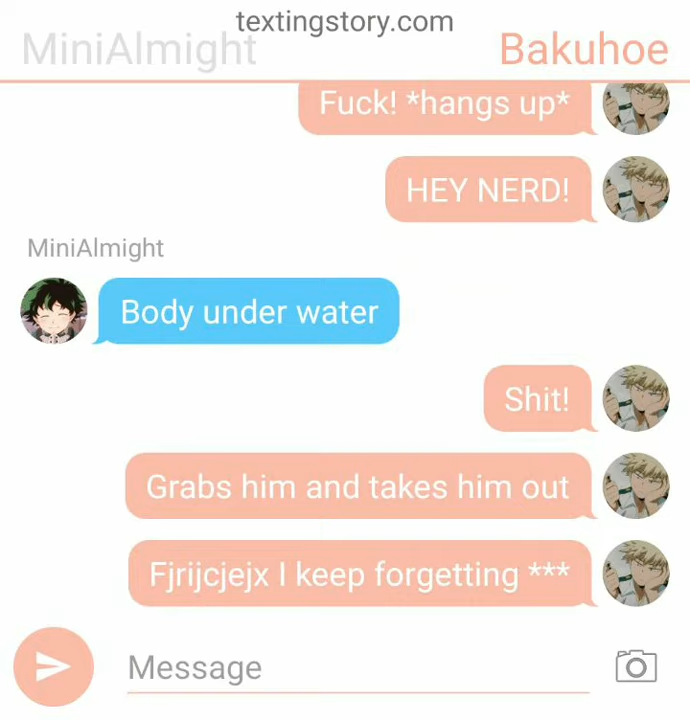 textingstory.com
MiniAlmight
Bakuhoe
Fuck! *hangs up*
HEY NERD!
MiniAlmight
Body under water
Shit!
Grabs him and takes him out
Fjrijcjejx I keep forgetting ***
Message